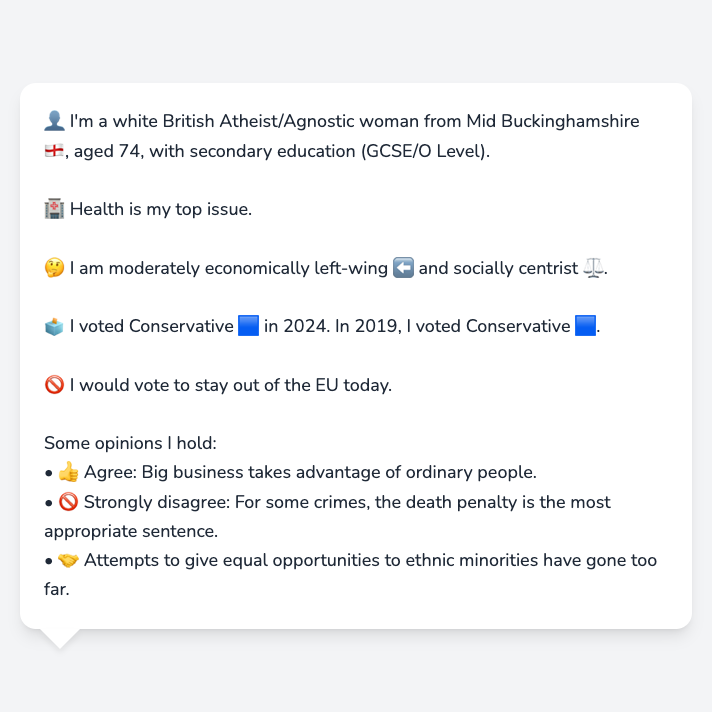 👤 I'm a white British Atheist/Agnostic woman from Mid Buckinghamshire
🏴󠁧󠁢󠁥󠁮󠁧󠁿, aged 74, with secondary education (GCSE/O Level).
🏥 Health is my top issue.
🤔 I am moderately economically left-wing ⬅️ and socially centrist ⚖️.
🗳️ I voted Conservative 🟦 in 2024. In 2019, I voted Conservative 🟦.
🚫 I would vote to stay out of the EU today.
Some opinions I hold:
• 👍 Agree: Big business takes advantage of ordinary people.
• 🚫 Strongly disagree: For some crimes, the death penalty is the most
appropriate sentence.
• 🤝 Attempts to give equal opportunities to ethnic minorities have gone too
far.